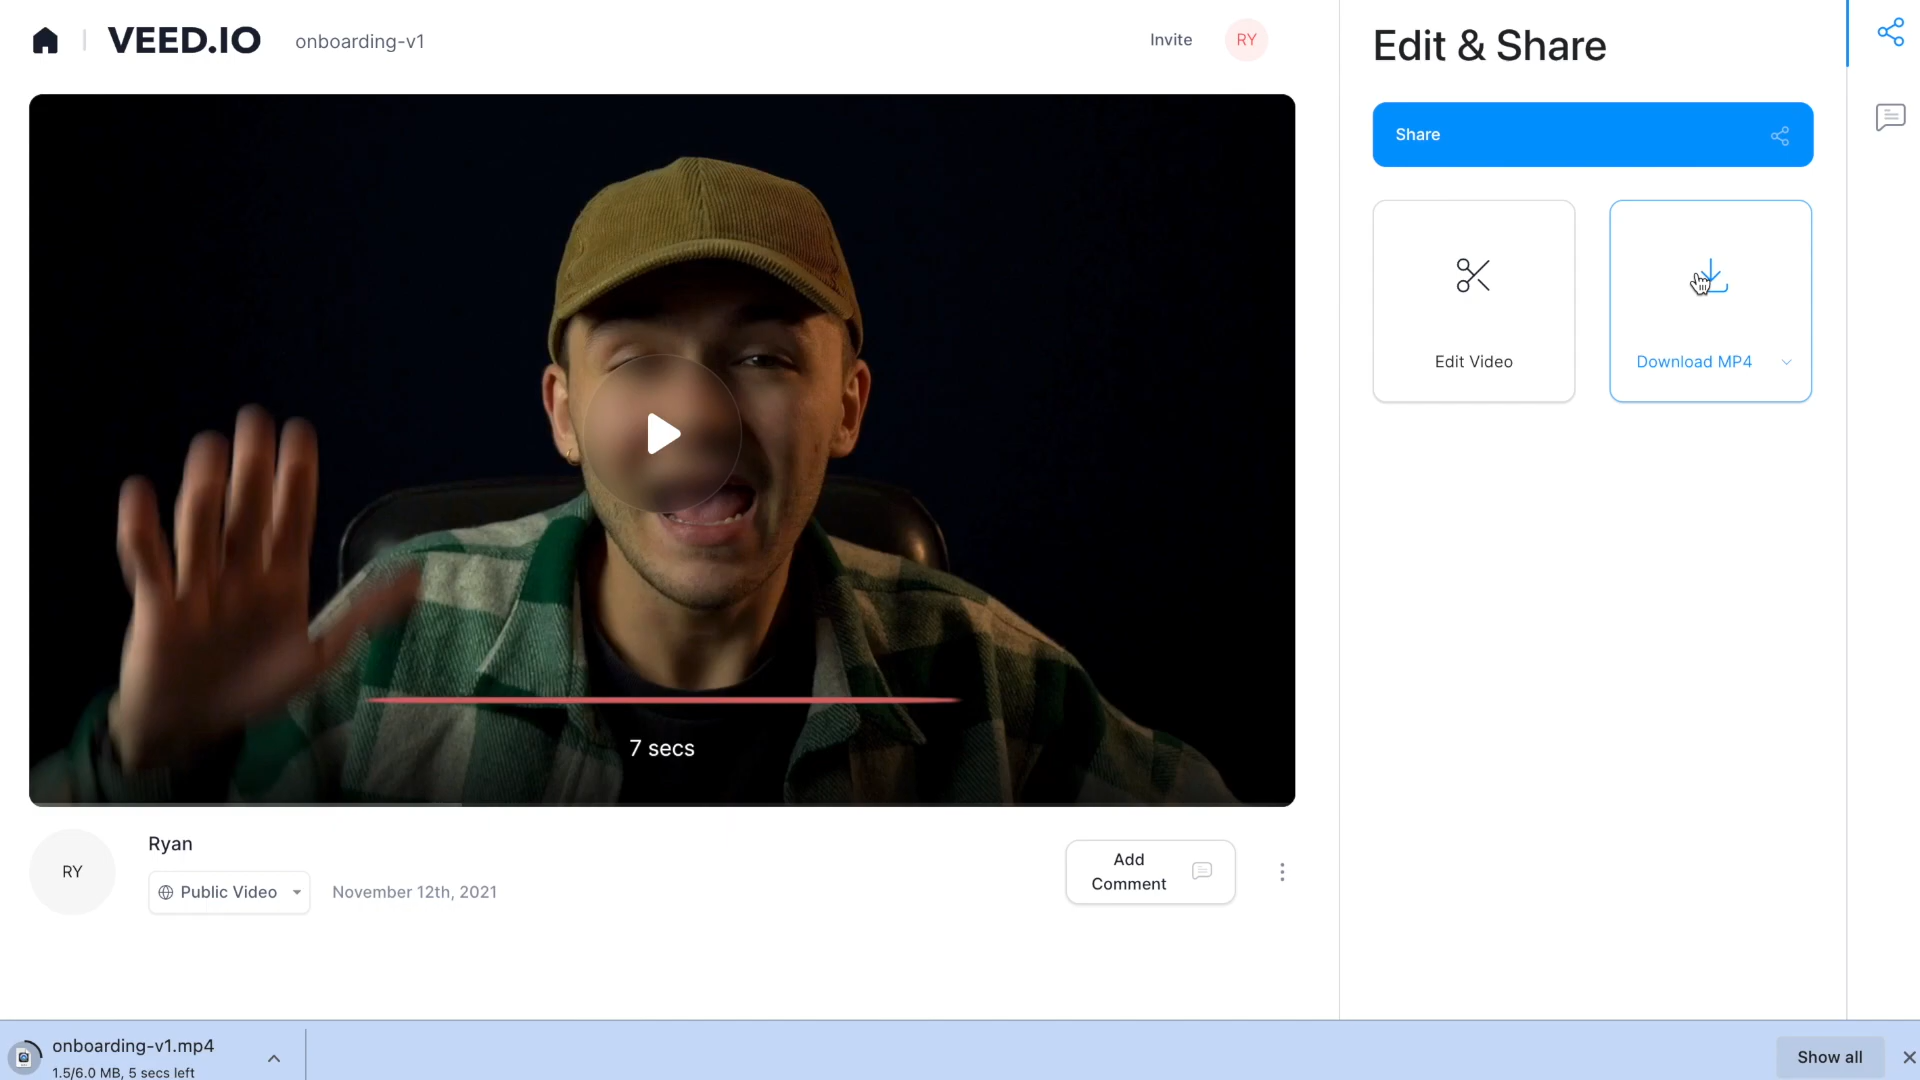 VEED.IO
onboarding-v1
Invite
RY
Edit & Share
Share
Edit Video
Download MP4
7 secs
RY
Ryan
Public Video
November 12th, 2021
Add
Comment
onboarding-v1.mp4
1.5/6.0 MB, 5 secs left
Show all